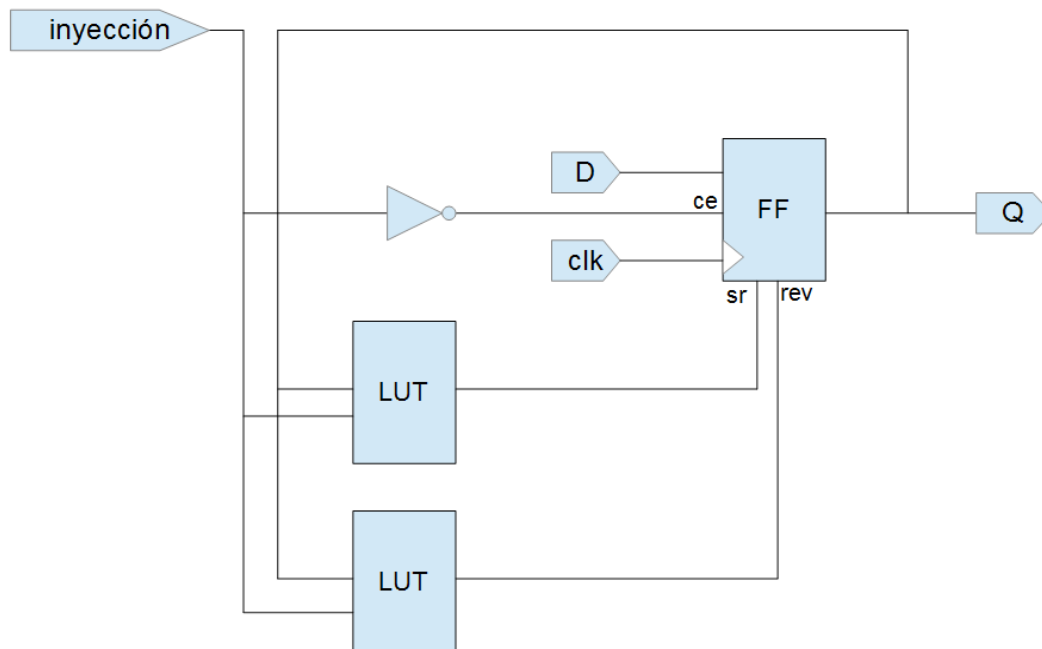 inyección
D
ce
FF
Q
clk
sr
rev
LUT
LUT